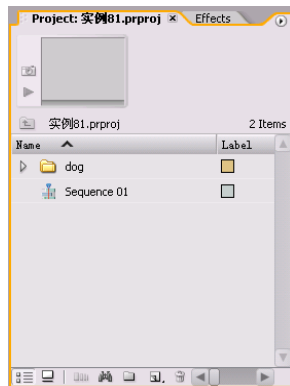 Project: 实例81.prproj × Effects
实例81.prproj 2 Items
Name Label
dog
Sequence 01